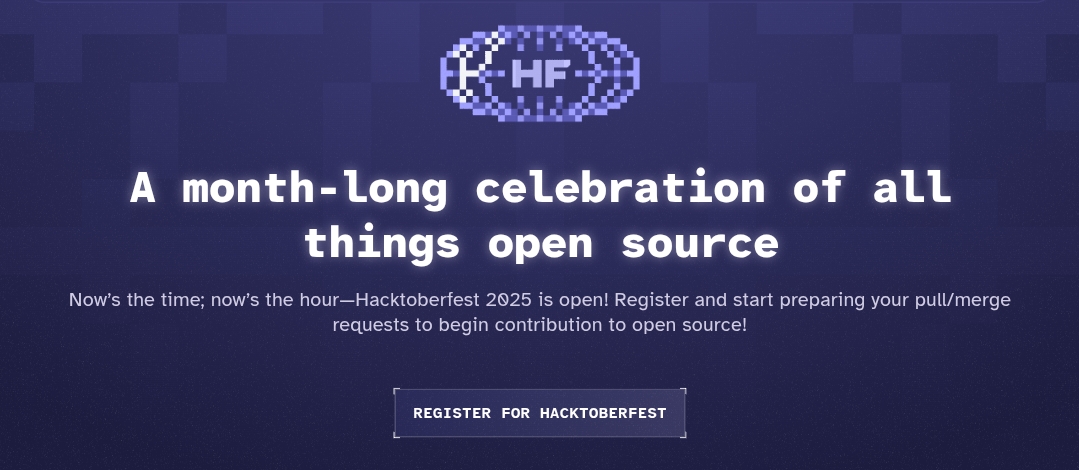 HF
A month-long celebration of all
things open source
Now’s the time; now’s the hour—Hacktoberfest 2025 is open! Register and start preparing your pull/merge
requests to begin contribution to open source!
REGISTER FOR HACKTOBERFEST